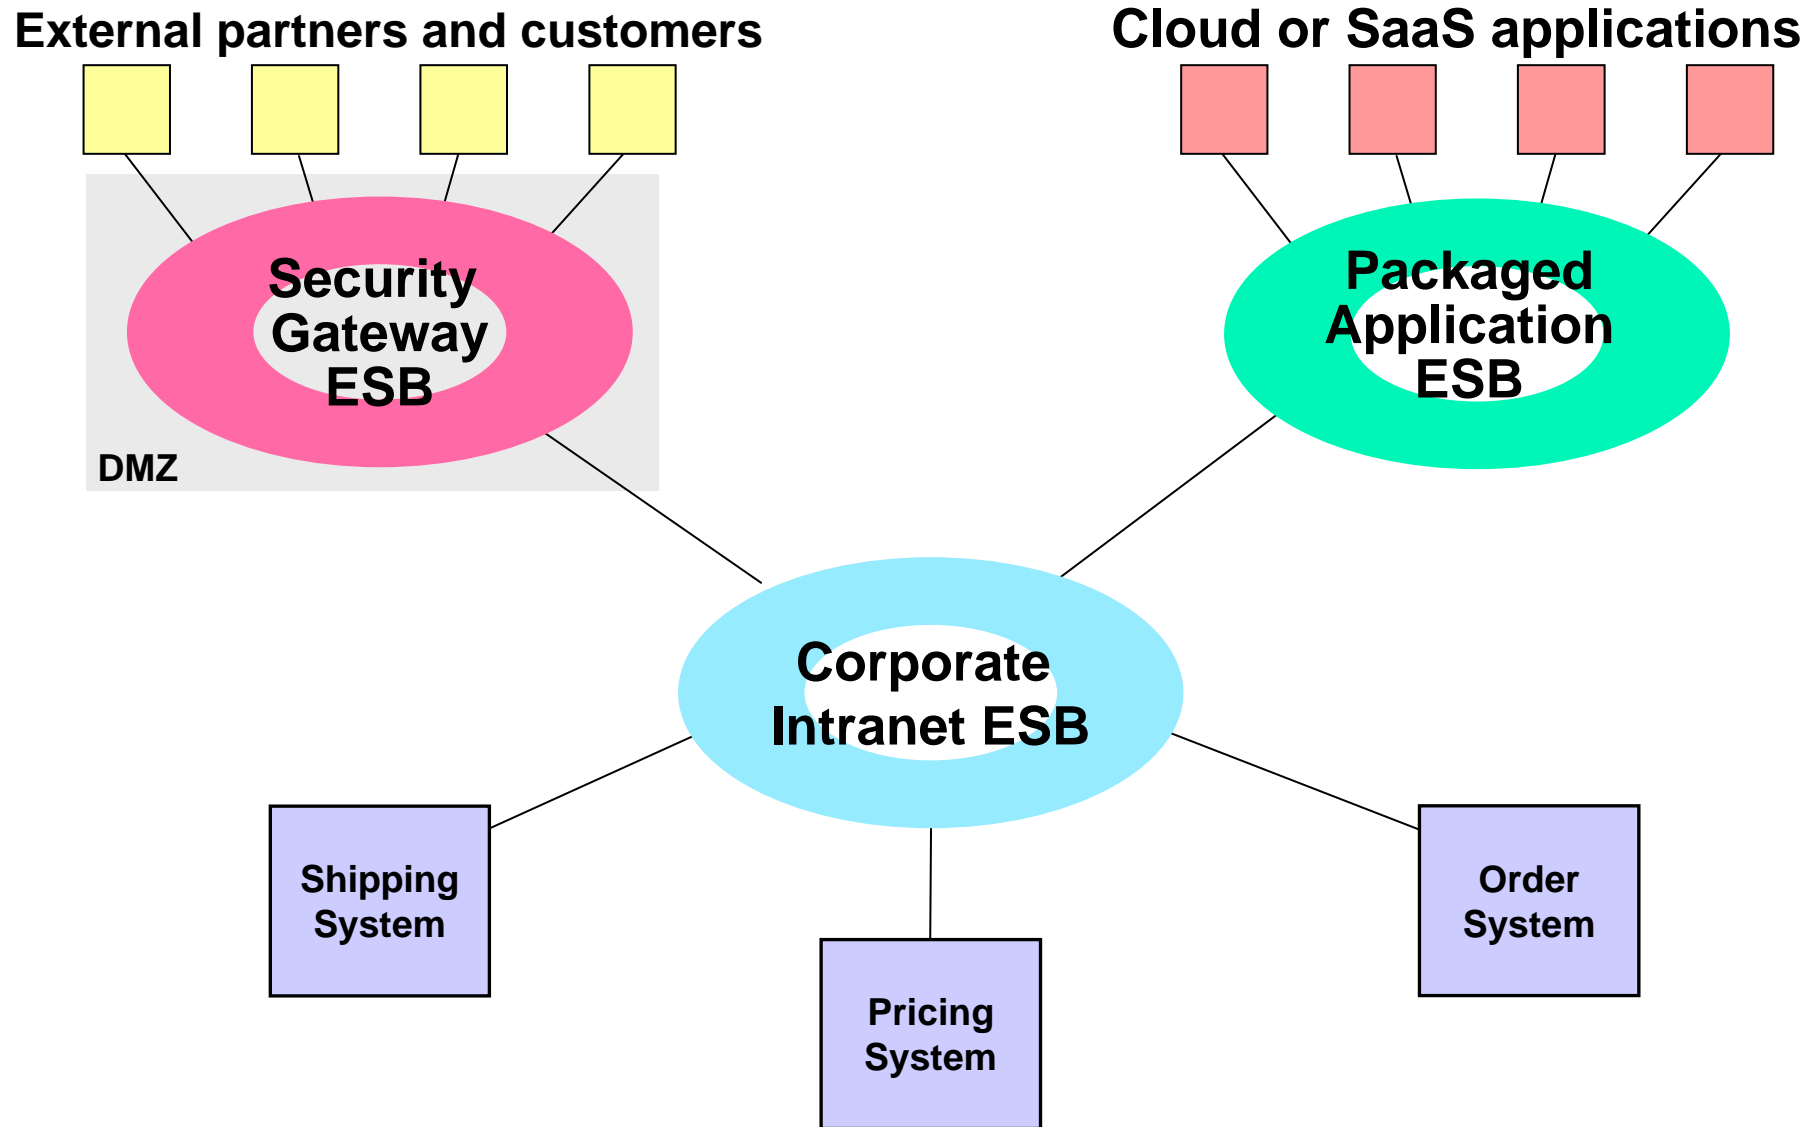 External partners and customers
Cloud or SaaS applications
Security
Gateway
ESB
DMZ
Packaged
Application
ESB
Corporate
Intranet ESB
Shipping
System
Pricing
System
Order
System